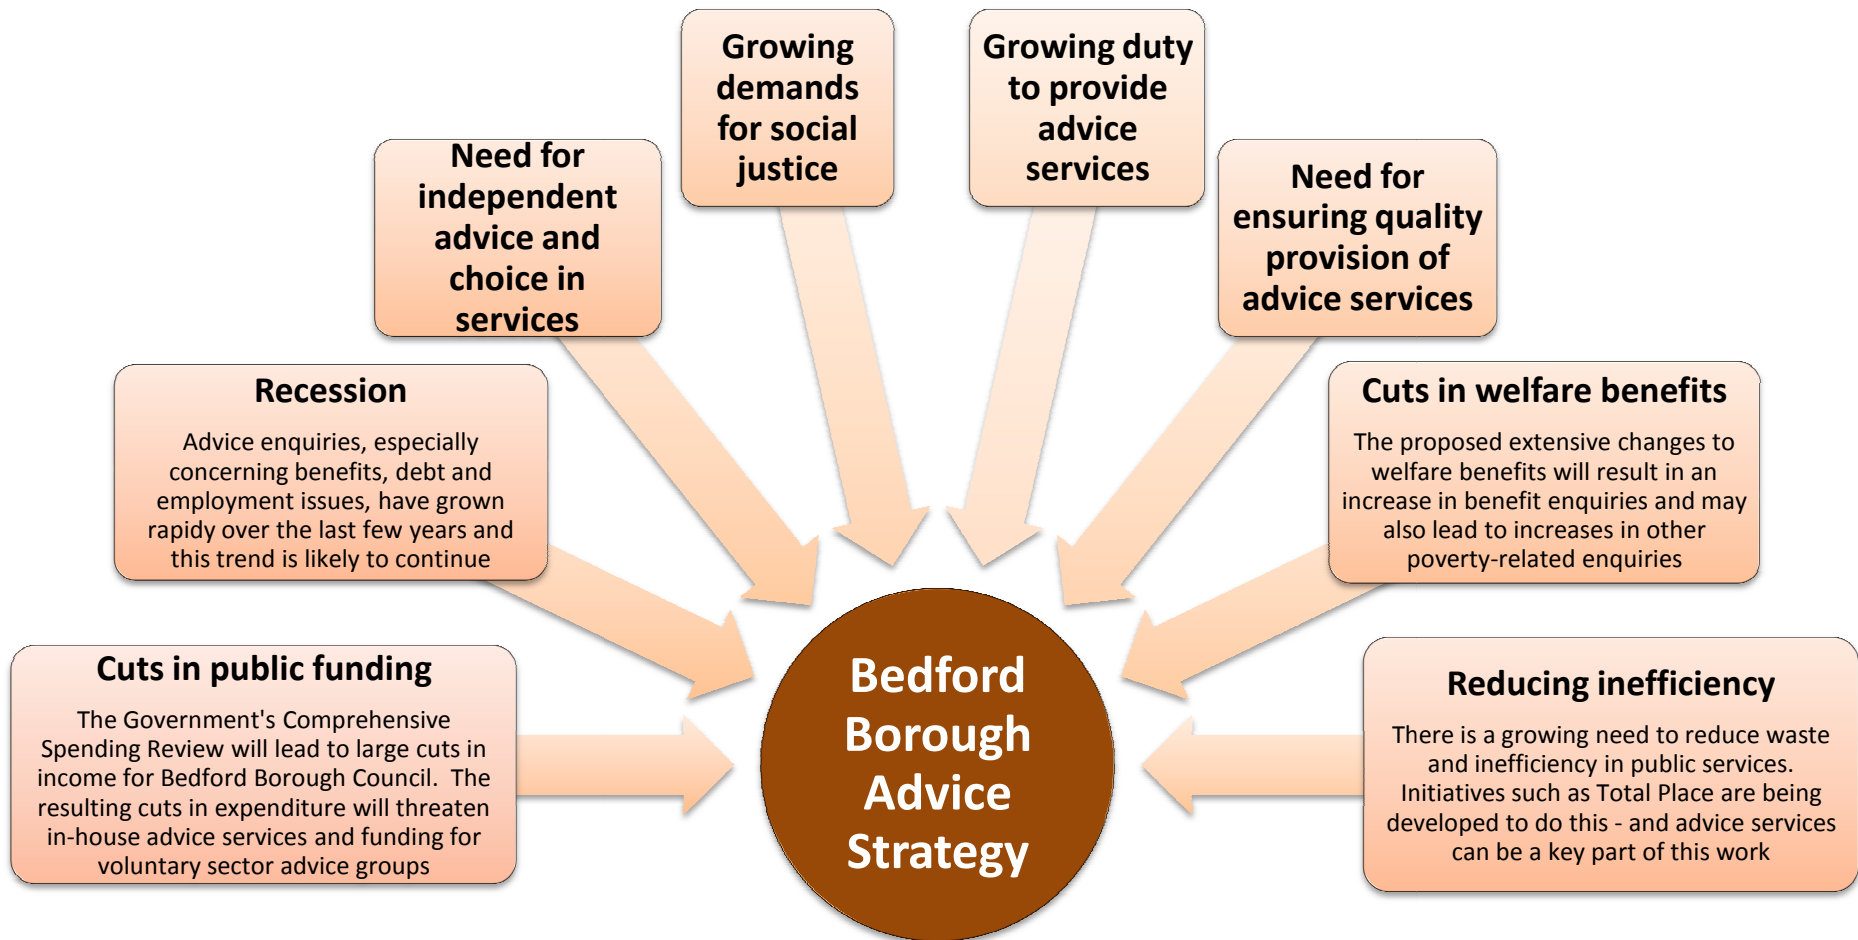 Growing
demands
for social
justice
Growing duty
to provide
advice
services
Need for
independent
advice and
choice in
services
Need for
ensuring quality
provision of
advice services
Recession
Advice enquiries, especially
concerning benefits, debt and
employment issues, have grown
rapidy over the last few years and
this trend is likely to continue
Cuts in welfare benefits
The proposed extensive changes to
welfare benefits will result in an
increase in benefit enquiries and may
also lead to increases in other
poverty-related enquiries
Cuts in public funding
The Government's Comprehensive
Spending Review will lead to large cuts in
income for Bedford Borough Council.  The
resulting cuts in expenditure will threaten
in-house advice services and funding for
voluntary sector advice groups
Bedford
Borough
Advice
Strategy
Reducing inefficiency
There is a growing need to reduce waste
and inefficiency in public services.
Initiatives such as Total Place are being
developed to do this - and advice services
can be a key part of this work